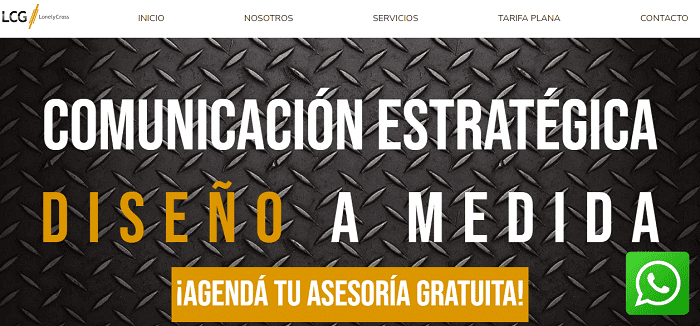 LCG LonelyCross INICIO NOSOTROS SERVICIOS TARIFA PLANA CONTACTO
COMUNICACIÓN ESTRATÉGICA
DISEÑO A MEDIDA
¡AGENDÁ TU ASESORÍA GRATUITA!